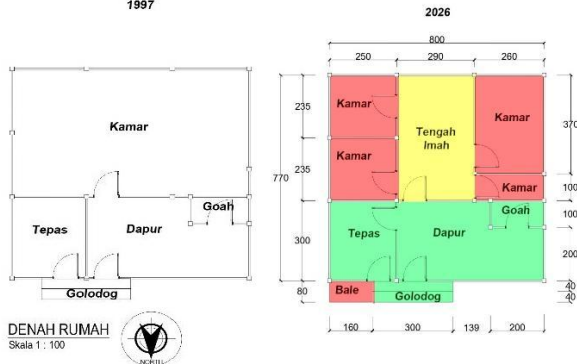 1997
Kamar
Tepas
Dapur
Goah
Golodog
DENAH RUMAH
Skala 1 : 100
NORTH
2026
800
250
290
260
770
235
235
300
80
370
100
100
200
40
40
Kamar
Tengah
Imah
Kamar
Kamar
Kamar
Goah
Tepas
Dapur
Bale
Golodog
160
300
139
200